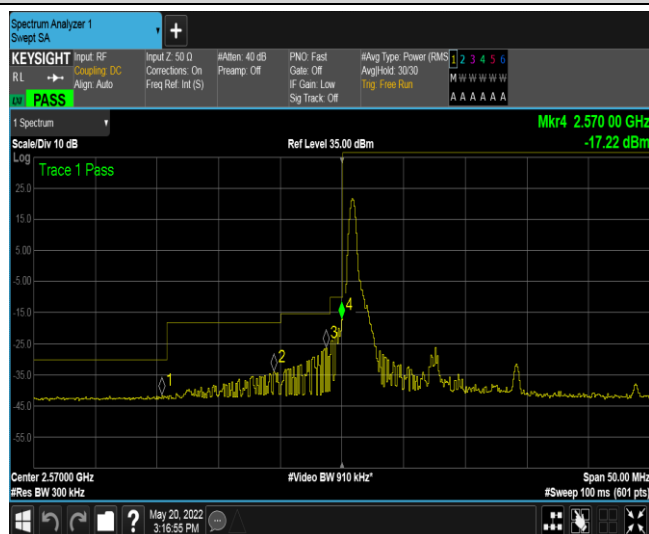 Spectrum Analyzer 1
Swept SA
+
KEYSIGHT Input: RF Input Z: 50 Ω #Atten: 40 dB PNO: Fast #Avg Type: Power (RMS 1 2 3 4 5 6
RL Coupling: DC Corrections: On Preamp: Off Gate: Off Avg|Hold: 30/30 M W W W W W
Align: Auto Freq Ref: Int (S) IF Gain: Low Trig: Free Run
PASS Sig Track: Off A A A A A A
1 Spectrum Mkr4 2.570 00 GHz
Scale/Div 10 dB Ref Level 35.00 dBm -17.22 dBm
Log
Trace 1 Pass
25.0
15.0
5.00
-5.00
-15.0
4
3
-25.0
2
-35.0
1
-45.0
-55.0
Center 2.57000 GHz #Video BW 910 kHz* Span 50.00 MHz
#Res BW 300 kHz #Sweep 100 ms (601 pts)
? May 20, 2022
3:16:55 PM